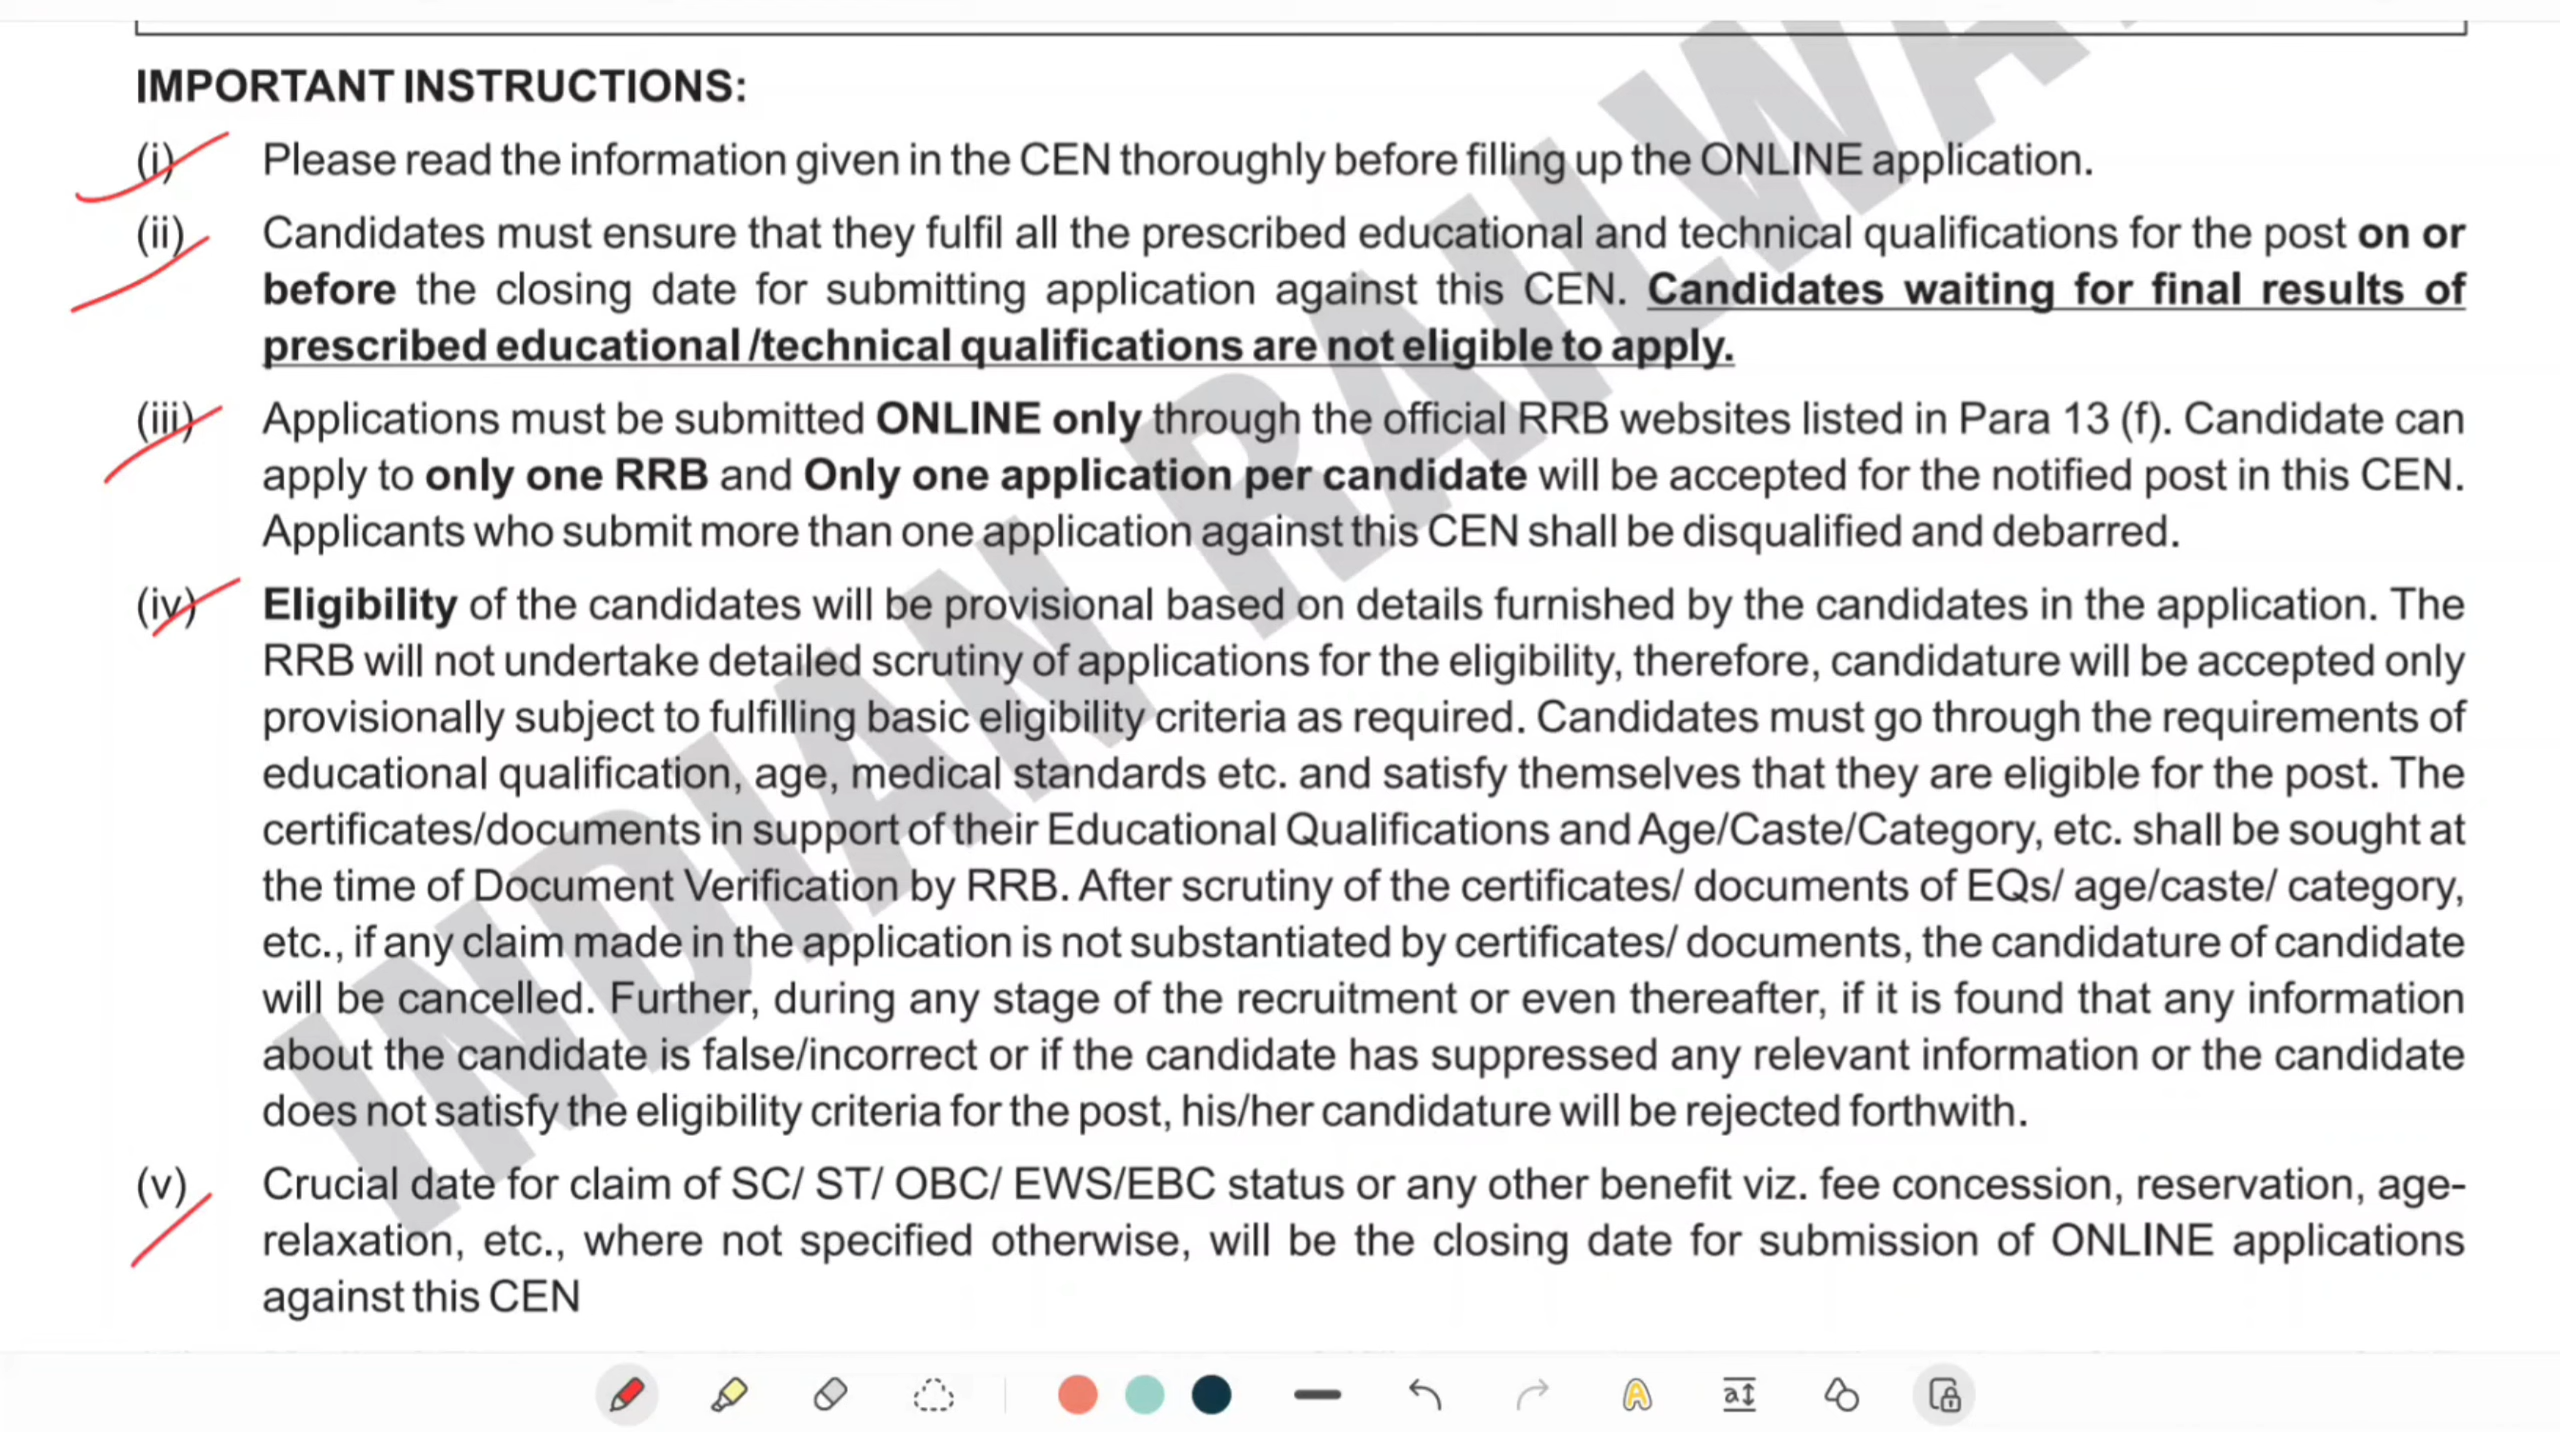 IMPORTANT INSTRUCTIONS:
(i) Please read the information given in the CEN thoroughly before filling up the ONLINE application.
(ii) Candidates must ensure that they fulfil all the prescribed educational and technical qualifications for the post on or
before the closing date for submitting application against this CEN. Candidates waiting for final results of
prescribed educational /technical qualifications are not eligible to apply.
(iii) Applications must be submitted ONLINE only through the official RRB websites listed in Para 13 (f). Candidate can
apply to only one RRB and Only one application per candidate will be accepted for the notified post in this CEN.
Applicants who submit more than one application against this CEN shall be disqualified and debarred.
(iv) Eligibility of the candidates will be provisional based on details furnished by the candidates in the application. The
RRB will not undertake detailed scrutiny of applications for the eligibility, therefore, candidature will be accepted only
provisionally subject to fulfilling basic eligibility criteria as required. Candidates must go through the requirements of
educational qualification, age, medical standards etc. and satisfy themselves that they are eligible for the post. The
certificates/documents in support of their Educational Qualifications and Age/Caste/Category, etc. shall be sought at
the time of Document Verification by RRB. After scrutiny of the certificates/ documents of EQs/ age/caste/ category,
etc., if any claim made in the application is not substantiated by certificates/ documents, the candidature of candidate
will be cancelled. Further, during any stage of the recruitment or even thereafter, if it is found that any information
about the candidate is false/incorrect or if the candidate has suppressed any relevant information or the candidate
does not satisfy the eligibility criteria for the post, his/her candidature will be rejected forthwith.
(v) Crucial date for claim of SC/ ST/ OBC/ EWS/EBC status or any other benefit viz. fee concession, reservation, age-
relaxation, etc., where not specified otherwise, will be the closing date for submission of ONLINE applications
against this CEN
INDIAN